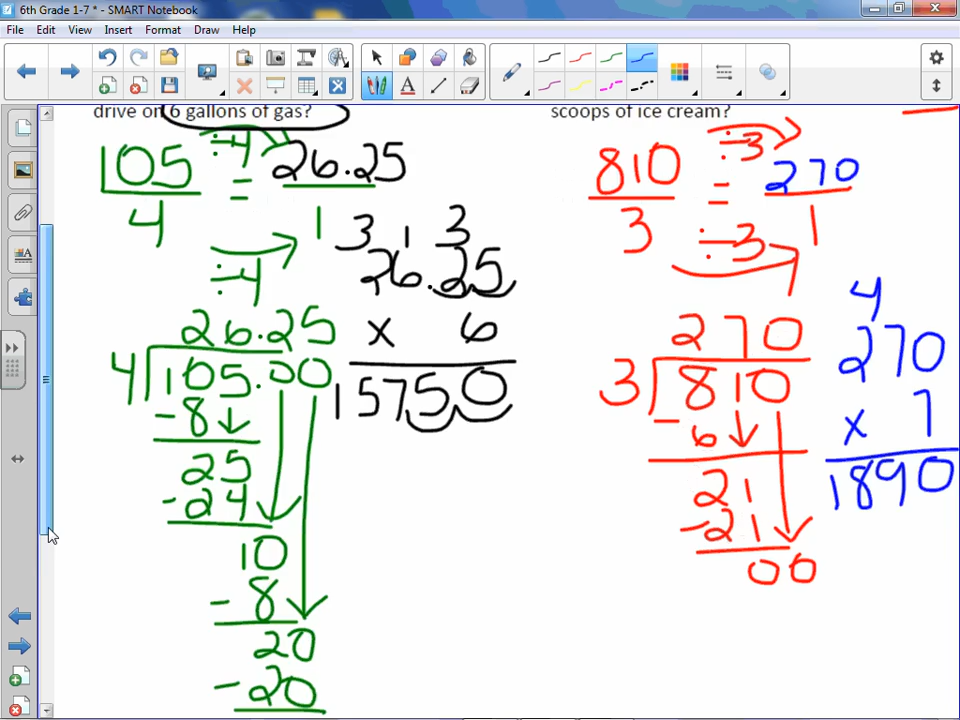 6th Grade 1-7 * - SMART Notebook
File Edit View Insert Format Draw Help
drive on 6 gallons of gas?
105 ÷4 26.25
=
4 1
÷4
3 1 3
26.25
x 6
15750
26.25
4 105.00
-8
25
-24
10
-8
20
-20
scoops of ice cream?
810 ÷3 270
=
3 1
÷3
270
3 810
-6
21
-21
00
4
270
x 7
1890